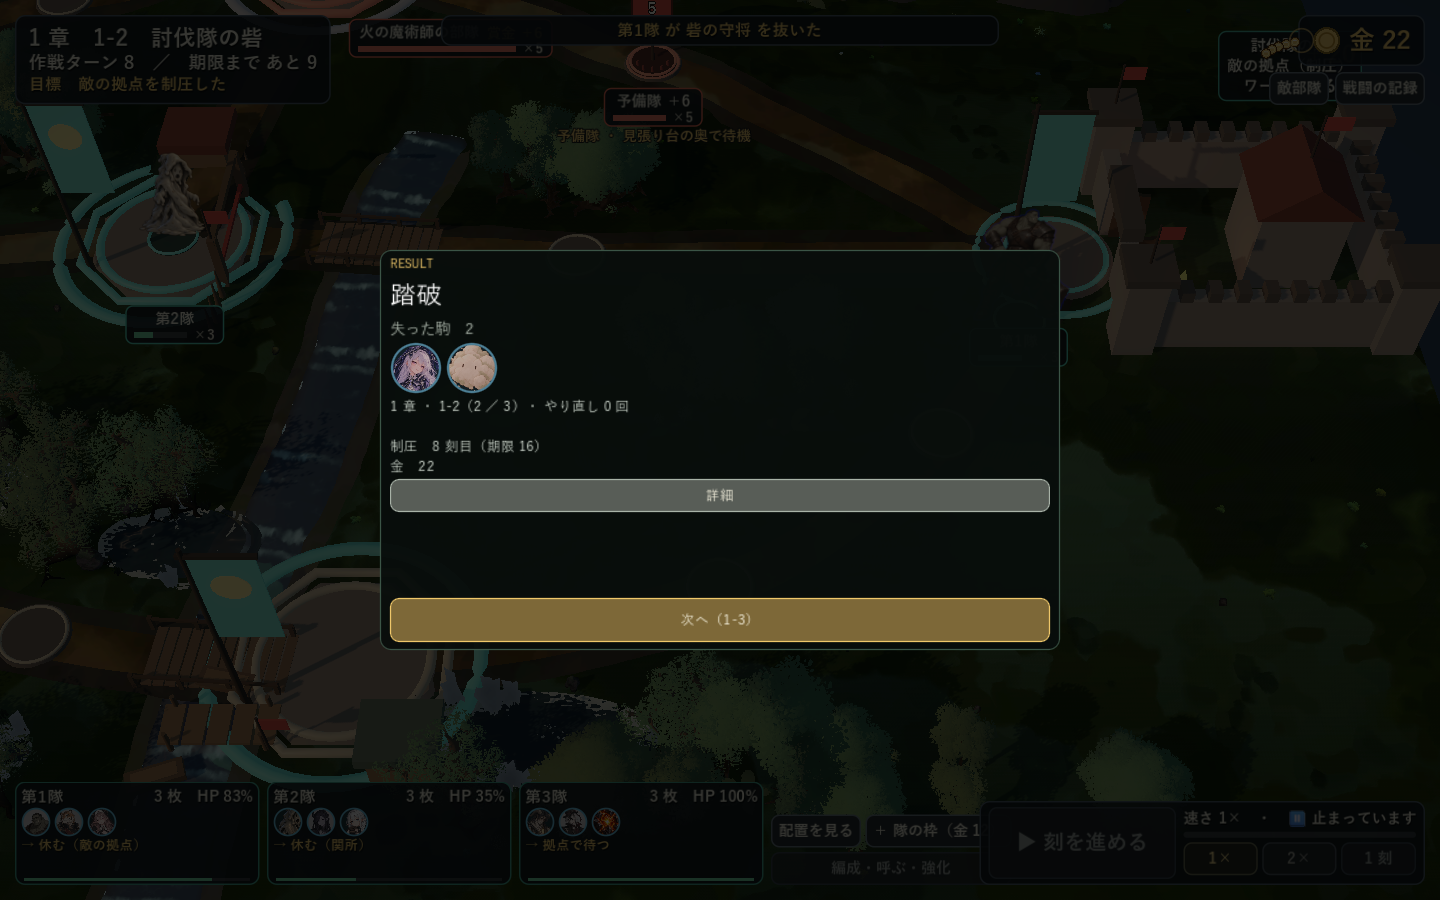 1 章 1-2 討伐隊の砦
作戦ターン 8 ／ 期限まで あと 9
目標 敵の拠点を制圧した
火の魔術師の
×5
第1隊 が 砦の守将 を抜いた
5
予備隊 +6
×5
予備隊 ・ 見張り台の奥で待機
金 22
敵の拠点（制圧）
敵部隊
戦闘の記録
第2隊
×3
RESULT
踏破
失った駒 2
1 章 ・ 1-2（2 ／ 3）・ やり直し 0 回
制圧 8 刻目（期限 16）
金 22
詳細
次へ（1-3）
第1隊 3 枚 HP 83%
→ 休む（敵の拠点）
第2隊 3 枚 HP 35%
→ 休む（関所）
第3隊 3 枚 HP 100%
→ 拠点で待つ
配置を見る
+ 隊の枠（金 1
編成・呼ぶ・強化
▶ 刻を進める
速さ 1× ・ 止まっています
1×
2×
1 刻